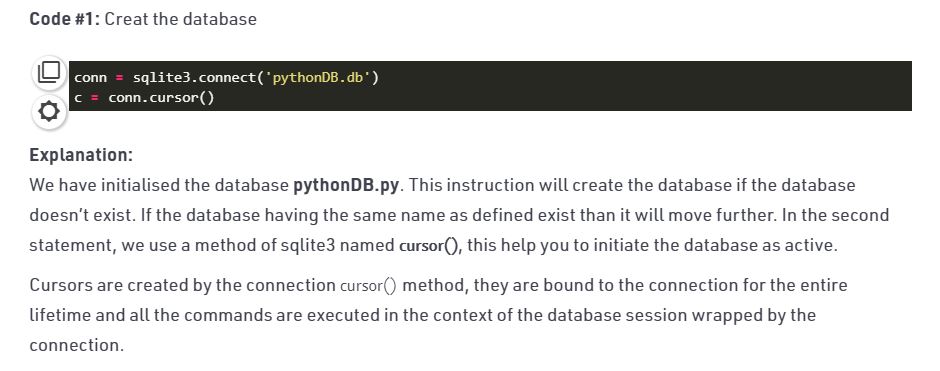 Code #1: Creat the database
conn = sqlite3.connect('pythonDB.db')
c = conn.cursor()
Explanation:
We have initialised the database pythonDB.py. This instruction will create the database if the database
doesn't exist. If the database having the same name as defined exist than it will move further. In the second
statement, we use a method of sqlite3 named cursor(), this help you to initiate the database as active.
Cursors are created by the connection cursor() method, they are bound to the connection for the entire
lifetime and all the commands are executed in the context of the database session wrapped by the
connection.